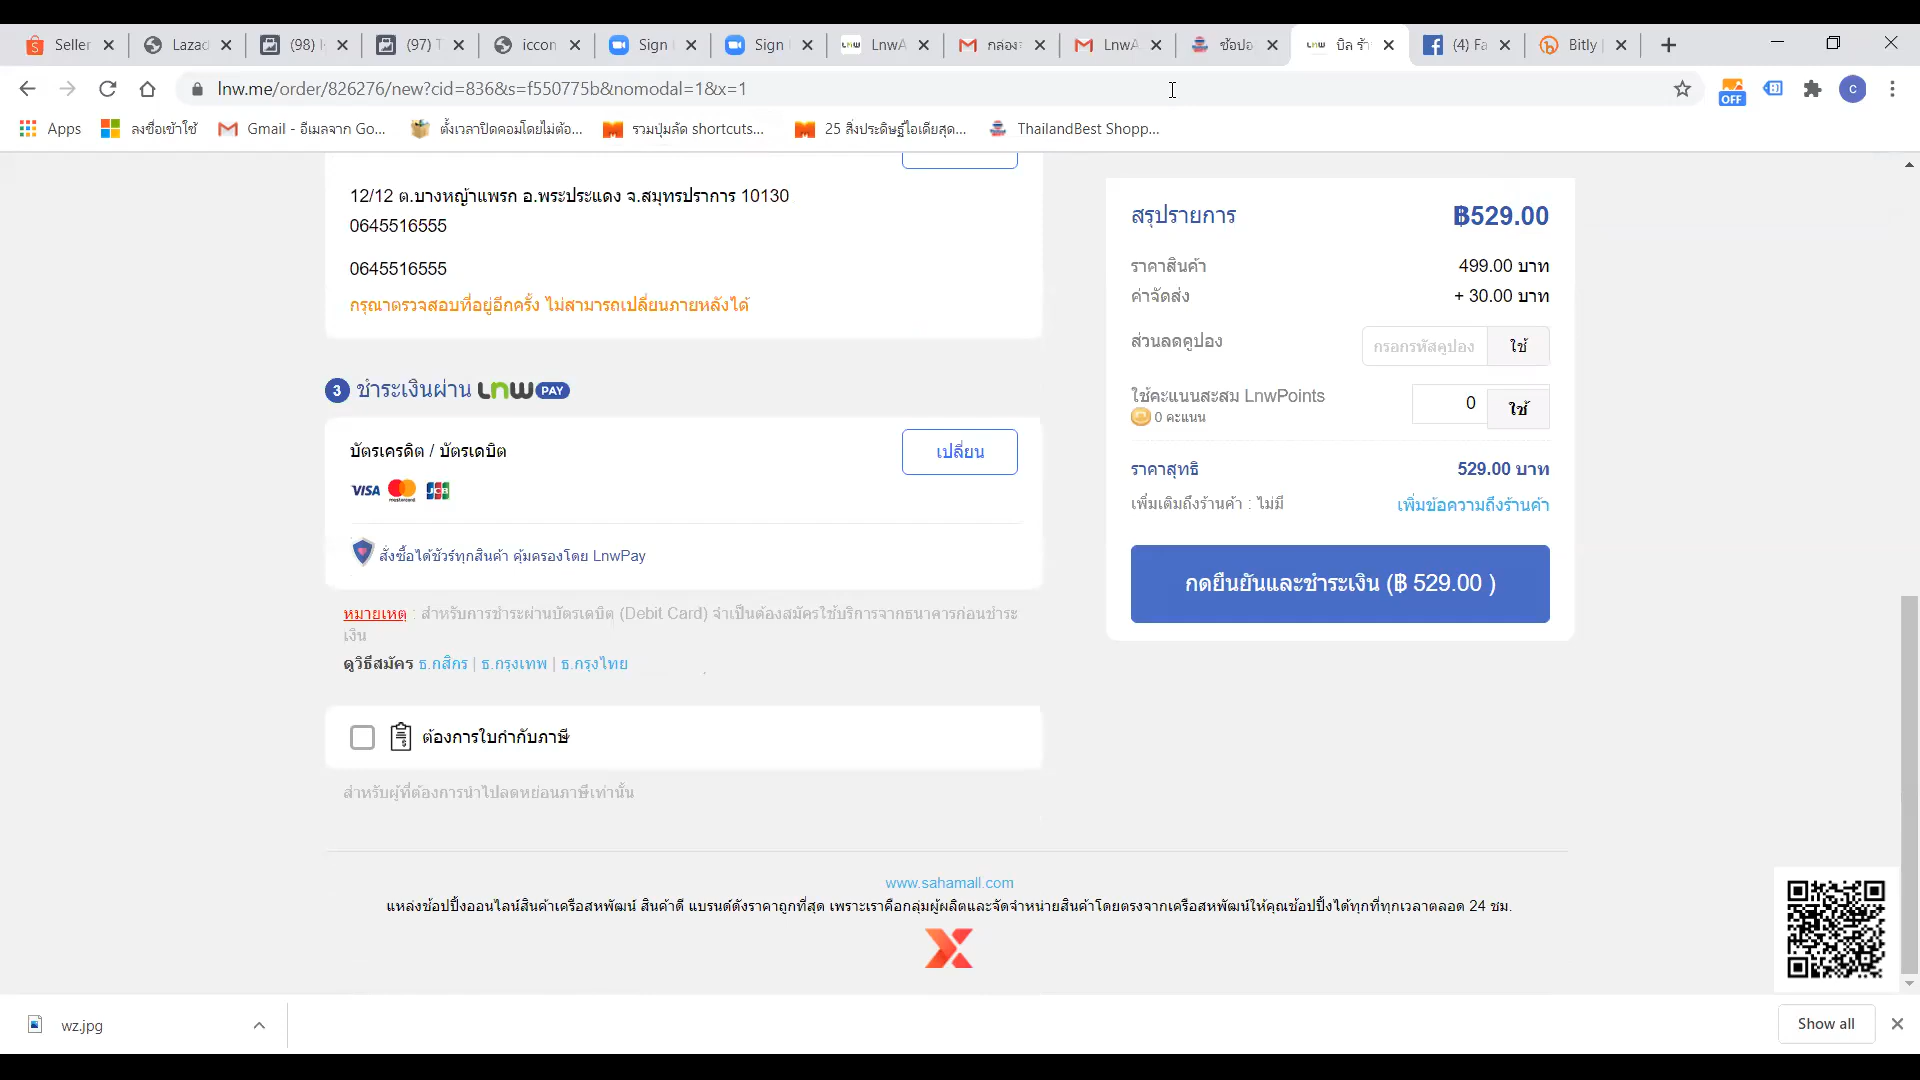 Seller
Lazad
(98)
(97) T
iccon
Sign
Sign
LnwA
กล่อง
LnwA
ช้อปอ
บิล ร้า
(4) Fa
Bitly
lnw.me/order/826276/new?cid=836&s=f550775b&nomodal=1&x=1
OFF
C
Apps
ลงชื่อเข้าใช้
Gmail - อีเมลจาก Go...
ตั้งเวลาปิดคอมโดยไม่ต้อ...
รวมปุ่มลัด shortcuts...
25 สิ่งประดิษฐ์ไอเดียสุด...
ThailandBest Shopp...
12/12 ต.บางหญ้าแพรก อ.พระประแดง จ.สมุทรปราการ 10130
0645516555
0645516555
กรุณาตรวจสอบที่อยู่อีกครั้ง ไม่สามารถเปลี่ยนภายหลังได้
3 ชำระเงินผ่าน Lnw PAY
บัตรเครดิต / บัตรเดบิต
เปลี่ยน
VISA mastercard JCB
สั่งซื้อได้ชัวร์ทุกสินค้า คุ้มครองโดย LnwPay
หมายเหตุ : สำหรับการชำระผ่านบัตรเดบิต (Debit Card) จำเป็นต้องสมัครใช้บริการจากธนาคารก่อนชำระ
เงิน
ดูวิธีสมัคร ธ.กสิกร | ธ.กรุงเทพ | ธ.กรุงไทย
ต้องการใบกำกับภาษี
สำหรับผู้ที่ต้องการนำไปลดหย่อนภาษีเท่านั้น
สรุปรายการ ฿529.00
ราคาสินค้า 499.00 บาท
ค่าจัดส่ง + 30.00 บาท
ส่วนลดคูปอง กรอกรหัสคูปอง ใช้
ใช้คะแนนสะสม LnwPoints 0 ใช้
0 คะแนน
ราคาสุทธิ 529.00 บาท
เพิ่มเติมถึงร้านค้า : ไม่มี เพิ่มข้อความถึงร้านค้า
กดยืนยันและชำระเงิน (฿ 529.00 )
www.sahamall.com
แหล่งช้อปปิ้งออนไลน์สินค้าเครือสหพัฒน์ สินค้าดี แบรนด์ดังราคาถูกที่สุด เพราะเราคือกลุ่มผู้ผลิตและจัดจำหน่ายสินค้าโดยตรงจากเครือสหพัฒน์ให้คุณช้อปปิ้งได้ทุกที่ทุกเวลาตลอด 24 ชม.
wz.jpg
Show all